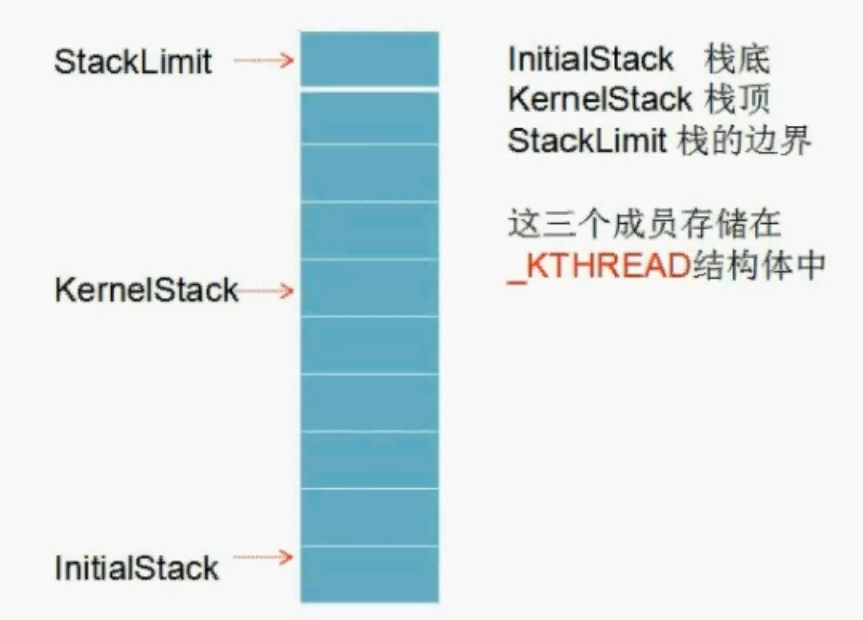 StackLimit
KernelStack
InitialStack
InitialStack 栈底
KernelStack 栈顶
StackLimit 栈的边界
这三个成员存储在
_KTHREAD结构体中